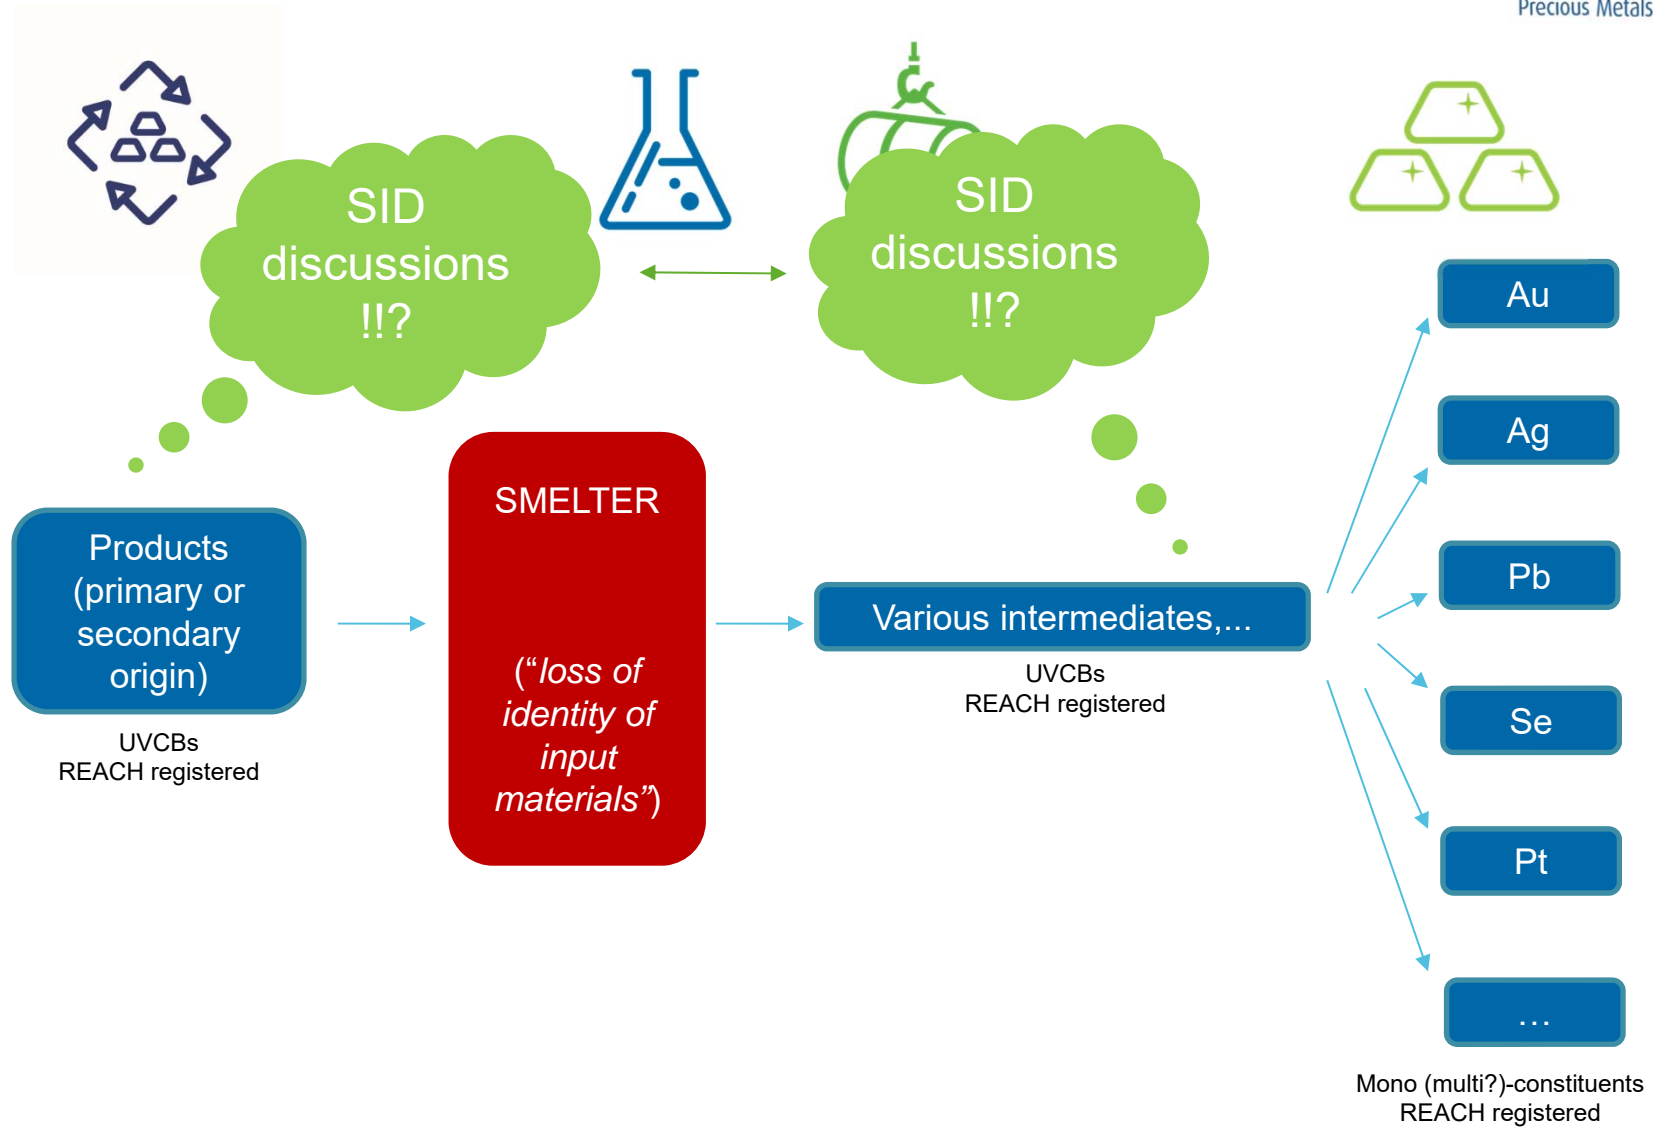 Precious Metals
SID
discussions
!!?
SID
discussions
!!?
Products
(primary or
secondary
origin)
UVCBs
REACH registered
SMELTER
(“loss of
identity of
input
materials”)
Various intermediates,...
UVCBs
REACH registered
Au
Ag
Pb
Se
Pt
...
Mono (multi?)-constituents
REACH registered